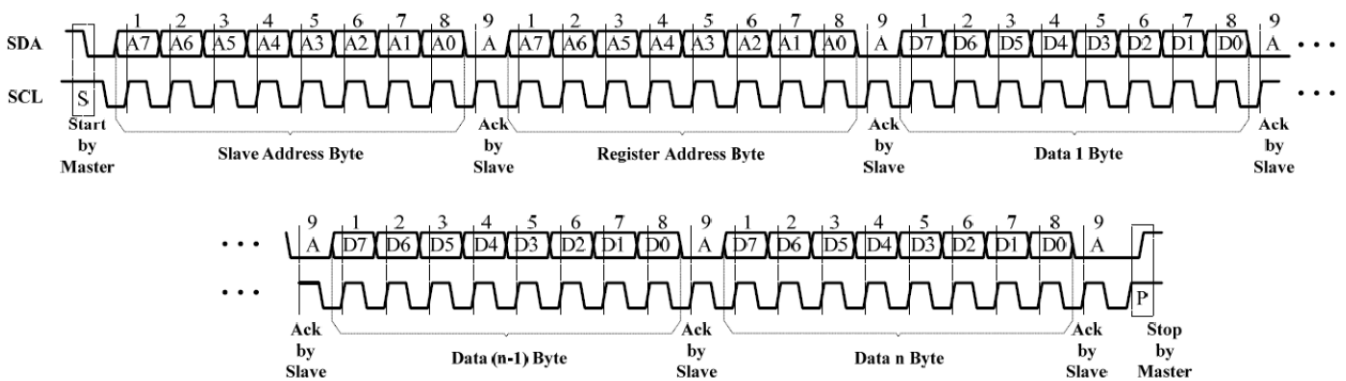 1 2 3 4 5 6 7 8 9 1 2 3 4 5 6 7 8 9 1 2 3 4 5 6 7 8 9
SDA A7 A6 A5 A4 A3 A2 A1 A0 A A7 A6 A5 A4 A3 A2 A1 A0 A D7 D6 D5 D4 D3 D2 D1 D0 A • • •
SCL S • • •
Start by Master
Slave Address Byte
Ack by Slave
Register Address Byte
Ack by Slave
Data 1 Byte
Ack by Slave
9 1 2 3 4 5 6 7 8 9 1 2 3 4 5 6 7 8 9
• • • A D7 D6 D5 D4 D3 D2 D1 D0 A D7 D6 D5 D4 D3 D2 D1 D0 A
• • • P
Ack by Slave
Data (n-1) Byte
Ack by Slave
Data n Byte
Ack by Slave
Stop by Master